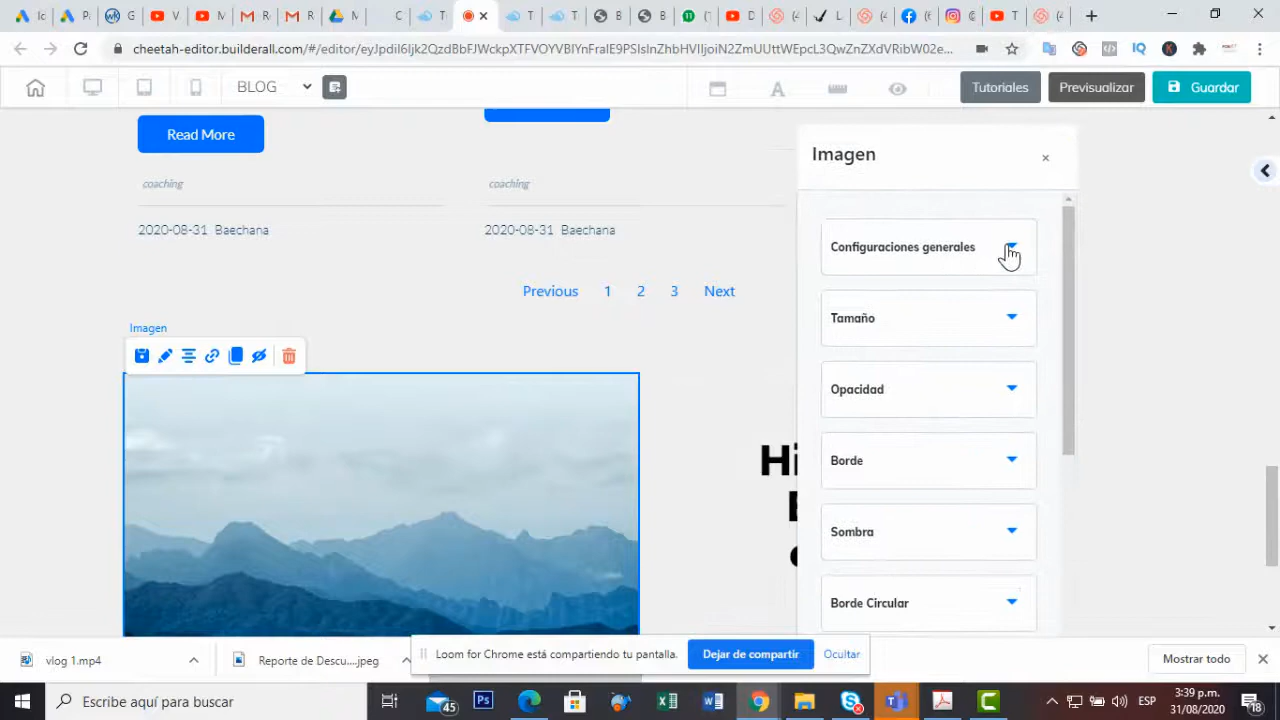 M
R
cheetah-editor.builderall.com/#/editor/eyJpdiI6Ijk2QzdBbFJWckpXTFVOYVBIYnFraIE9PSIsInZhbHVlIjoiN2ZmUUttWEpcL3QwZnZXdVRibW02e...
BLOG
Tutoriales
Previsualizar
Guardar
Read More
Imagen
×
coaching
coaching
Configuraciones generales
2020-08-31 Baechana
2020-08-31 Baechana
Previous 1 2 3 Next
Tamaño
Imagen
Opacidad
Hi
Borde
Sombra
Borde Circular
vlog 1.mp4
Reporte de Descu....jpeg
Loom for Chrome está compartiendo tu pantalla.
Dejar de compartir
Ocultar
Mostrar todo
Escribe aquí para buscar
45
ESP
3:39 p.m.
31/08/2020
18